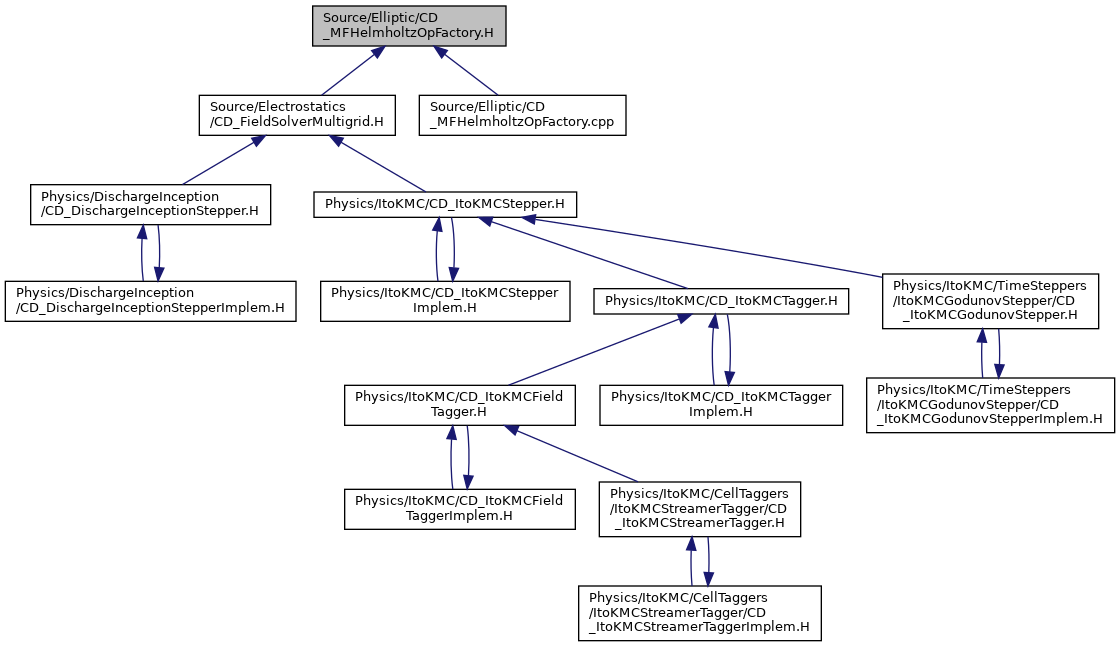 Source/Elliptic/CD
_MFHelmholtzOpFactory.H
Source/Electrostatics
/CD_FieldSolverMultigrid.H
Source/Elliptic/CD
_MFHelmholtzOpFactory.cpp
Physics/DischargeInception
/CD_DischargeInceptionStepper.H
Physics/ItoKMC/CD_ItoKMCStepper.H
Physics/DischargeInception
/CD_DischargeInceptionStepperImplem.H
Physics/ItoKMC/CD_ItoKMCStepper
Implem.H
Physics/ItoKMC/CD_ItoKMCTagger.H
Physics/ItoKMC/TimeSteppers
/ItoKMCGodunovStepper/CD
_ItoKMCGodunovStepper.H
Physics/ItoKMC/CD_ItoKMCField
Tagger.H
Physics/ItoKMC/CD_ItoKMCTagger
Implem.H
Physics/ItoKMC/TimeSteppers
/ItoKMCGodunovStepper/CD
_ItoKMCGodunovStepperImplem.H
Physics/ItoKMC/CD_ItoKMCField
TaggerImplem.H
Physics/ItoKMC/CellTaggers
/ItoKMCStreamerTagger/CD
_ItoKMCStreamerTagger.H
Physics/ItoKMC/CellTaggers
/ItoKMCStreamerTagger/CD
_ItoKMCStreamerTaggerImplem.H